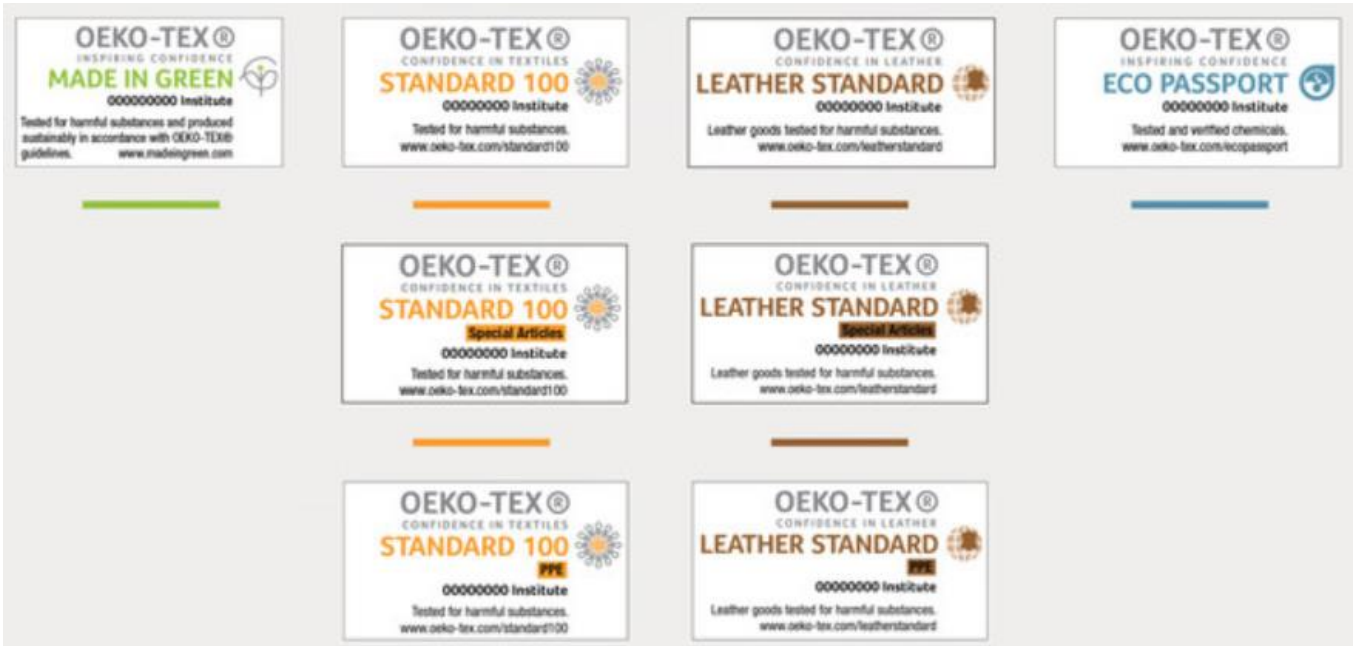 OEKO-TEX®
INSPIRING CONFIDENCE
MADE IN GREEN
000000000 Institute
Tested for harmful substances and produced
sustainably in accordance with OEKO-TEX®
guidelines. www.madeingreen.com
OEKO-TEX®
CONFIDENCE IN TEXTILES
STANDARD 100
00000000 Institute
Tested for harmful substances.
www.oeko-tex.com/standard100
OEKO-TEX®
CONFIDENCE IN LEATHER
LEATHER STANDARD
00000000 Institute
Leather goods tested for harmful substances.
www.oeko-tex.com/leatherstandard
OEKO-TEX®
INSPIRING CONFIDENCE
ECO PASSPORT
00000000 Institute
Tested and verified chemicals.
www.oeko-tex.com/ecopassport
OEKO-TEX®
CONFIDENCE IN TEXTILES
STANDARD 100
Special Articles
00000000 Institute
Tested for harmful substances.
www.oeko-tex.com/standard100
OEKO-TEX®
CONFIDENCE IN LEATHER
LEATHER STANDARD
Special Articles
00000000 Institute
Leather goods tested for harmful substances.
www.oeko-tex.com/leatherstandard
OEKO-TEX®
CONFIDENCE IN TEXTILES
STANDARD 100
PPE
00000000 Institute
Tested for harmful substances.
www.oeko-tex.com/standard100
OEKO-TEX®
CONFIDENCE IN LEATHER
LEATHER STANDARD
PPE
00000000 Institute
Leather goods tested for harmful substances.
www.oeko-tex.com/leatherstandard